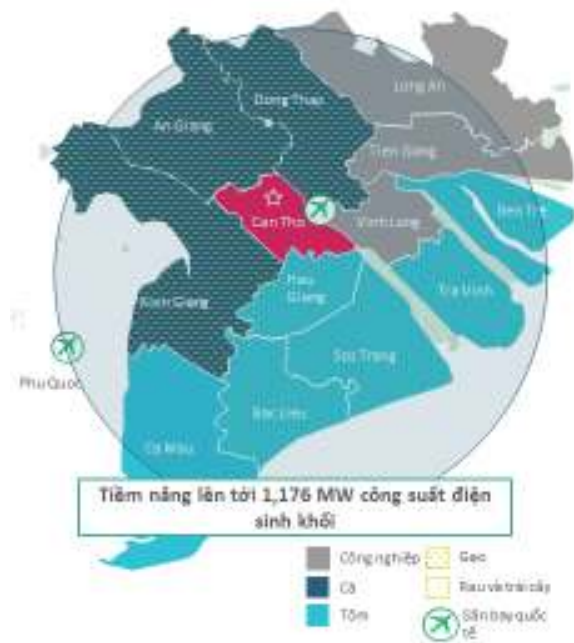 Long An
Dong Thap
An Giang
Tien Giang
Ben Tre
Can Tho
Vinh Long
Hau
Giang
Tra Vinh
Kien Giang
Soc Trang
Phu Quoc
Bac Lieu
Ca Mau
Tiềm năng lên tới 1,176 MW công suất điện
sinh khối
Công nghiệp
Gạo
Cá
Rau và trái cây
Tôm
Sân bay quốc
tế